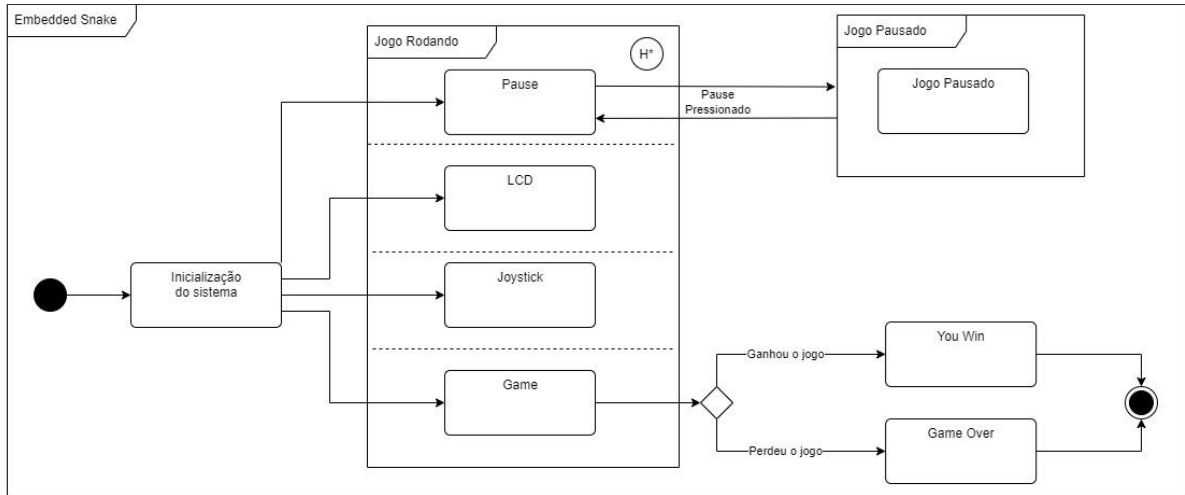 Embedded Snake
Jogo Rodando
H*
Jogo Pausado
Pause
Jogo Pausado
Pause
Pressionado
LCD
Inicialização
do sistema
Joystick
Game
Ganhou o jogo
You Win
Perdeu o jogo
Game Over